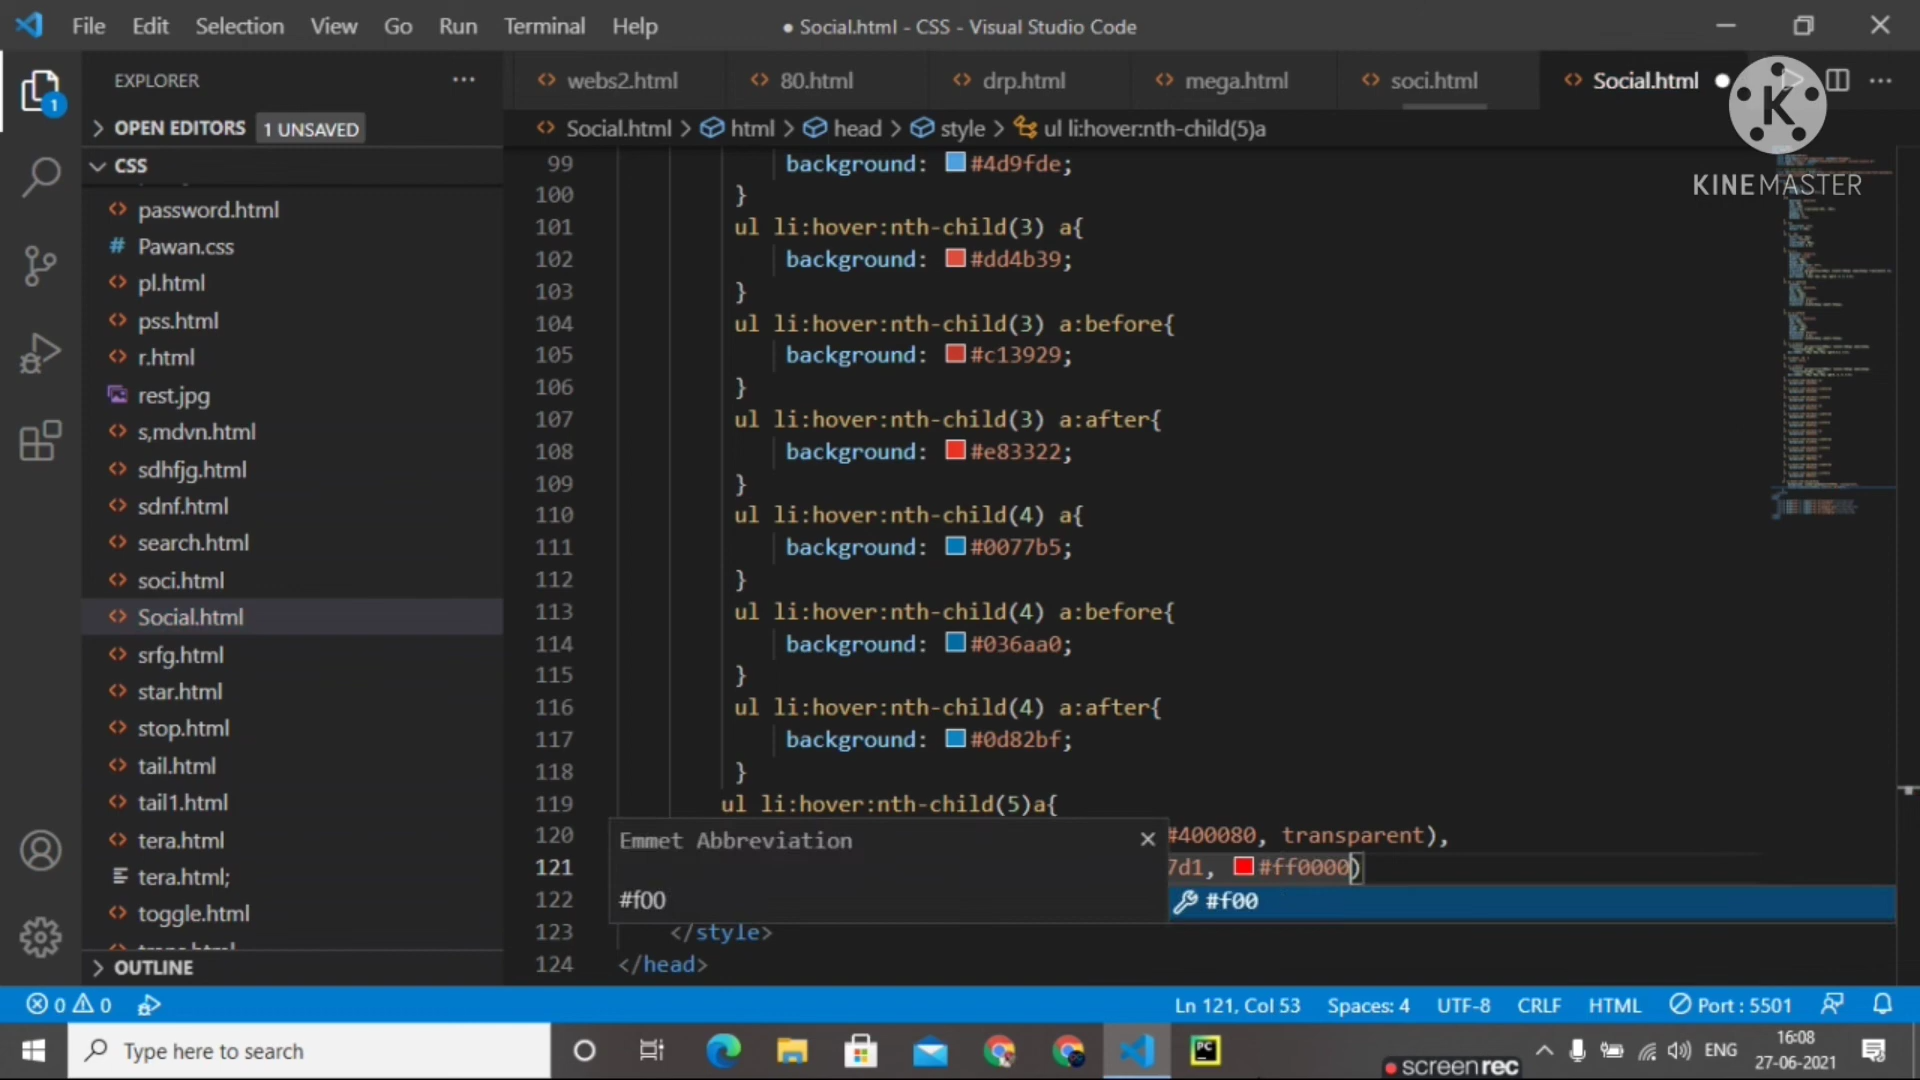 File Edit Selection View Go Run Terminal Help
● Social.html - CSS - Visual Studio Code
EXPLORER
OPEN EDITORS 1 UNSAVED
CSS
password.html
Pawan.css
pl.html
pss.html
r.html
rest.jpg
s,mdvn.html
sdhfjg.html
sdnf.html
search.html
soci.html
Social.html
srfg.html
star.html
stop.html
tail.html
tail1.html
tera.html
tera.html;
toggle.html
OUTLINE
1
webs2.html 80.html drp.html mega.html soci.html Social.html
Social.html > html > head > style > ul li:hover:nth-child(5)a
K
KINEMASTER
99 background: #4d9fde;
100 }
101 ul li:hover:nth-child(3) a{
102 background: #dd4b39;
103 }
104 ul li:hover:nth-child(3) a:before{
105 background: #c13929;
106 }
107 ul li:hover:nth-child(3) a:after{
108 background: #e83322;
109 }
110 ul li:hover:nth-child(4) a{
111 background: #0077b5;
112 }
113 ul li:hover:nth-child(4) a:before{
114 background: #036aa0;
115 }
116 ul li:hover:nth-child(4) a:after{
117 background: #0d82bf;
118 }
119 ul li:hover:nth-child(5)a{
120 #400080, transparent),
121 7d1, #ff0000)
122
123 </style>
124 </head>
Emmet Abbreviation
#f00
#f00
0 0
Ln 121, Col 53 Spaces: 4 UTF-8 CRLF HTML Port : 5501
Type here to search
PC
screenrec
ENG
16:08
27-06-2021